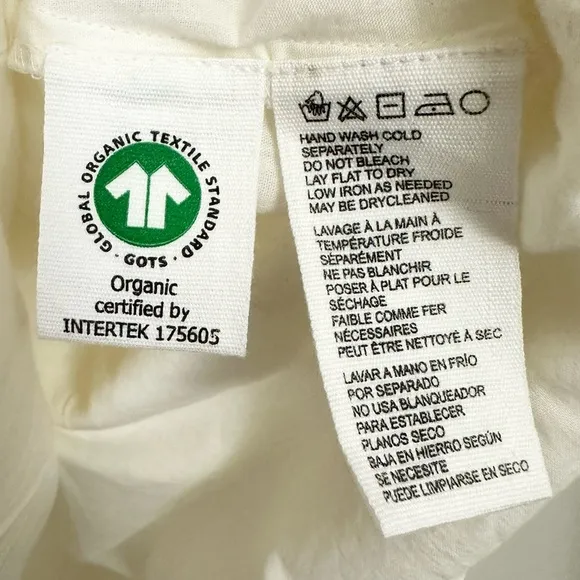 GLOBAL ORGANIC TEXTILE STANDARD · GOTS ·
Organic
certified by
INTERTEK 175605
HAND WASH COLD
SEPARATELY
DO NOT BLEACH
LAY FLAT TO DRY
LOW IRON AS NEEDED
MAY BE DRYCLEANED
LAVAGE À LA MAIN À
TEMPÉRATURE FROIDE
SÉPARÉMENT
NE PAS BLANCHIR
POSER À PLAT POUR LE
SÉCHAGE
FAIBLE COMME FER
NÉCESSAIRES
PEUT ÊTRE NETTOYÉ À SEC
LAVAR A MANO EN FRÍO
POR SEPARADO
NO USA BLANQUEADOR
PARA ESTABLECER
PLANOS SECO
BAJA EN HIERRO SEGÚN
SE NECESITE
PUEDE LIMPIARSE EN SECO